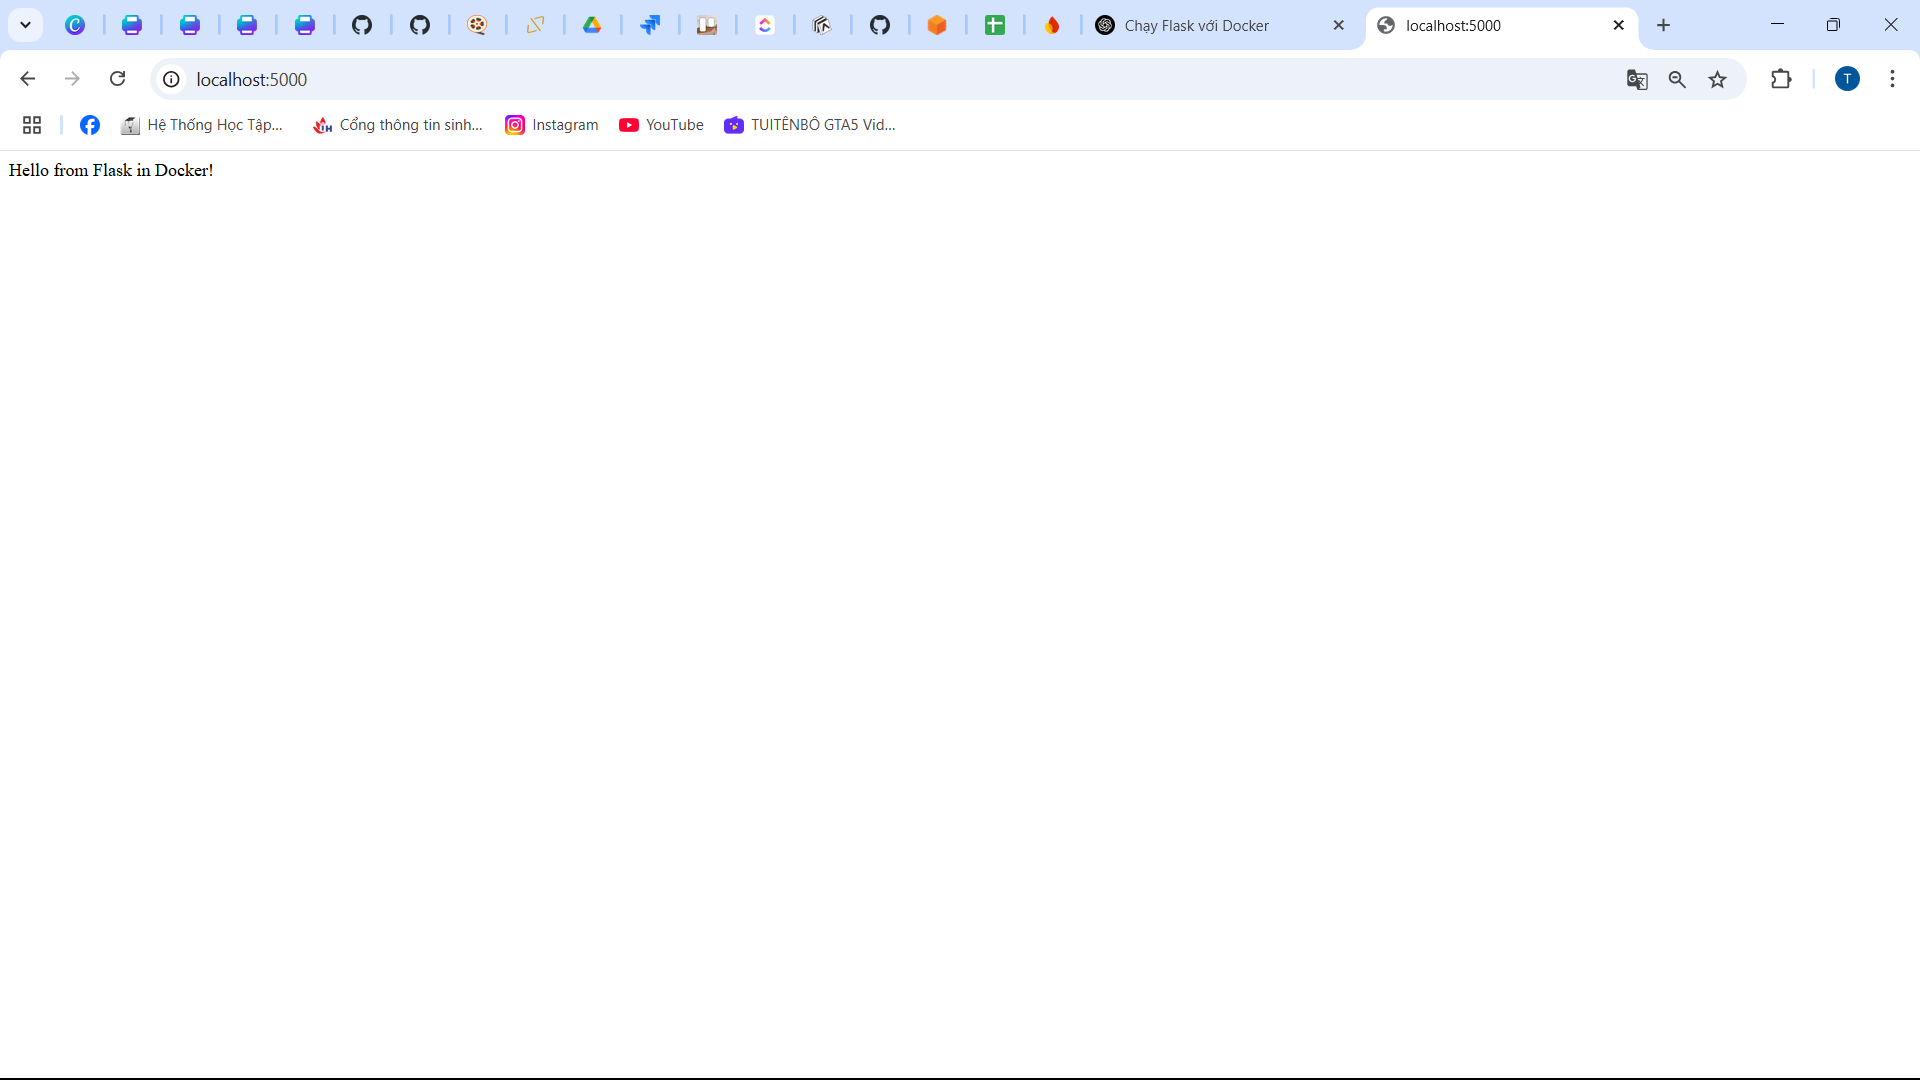 Chạy Flask với Docker
localhost:5000
localhost:5000
T
Hệ Thống Học Tập...
Cổng thông tin sinh...
Instagram
YouTube
TUITÊNBÔ GTA5 Vid...
Hello from Flask in Docker!